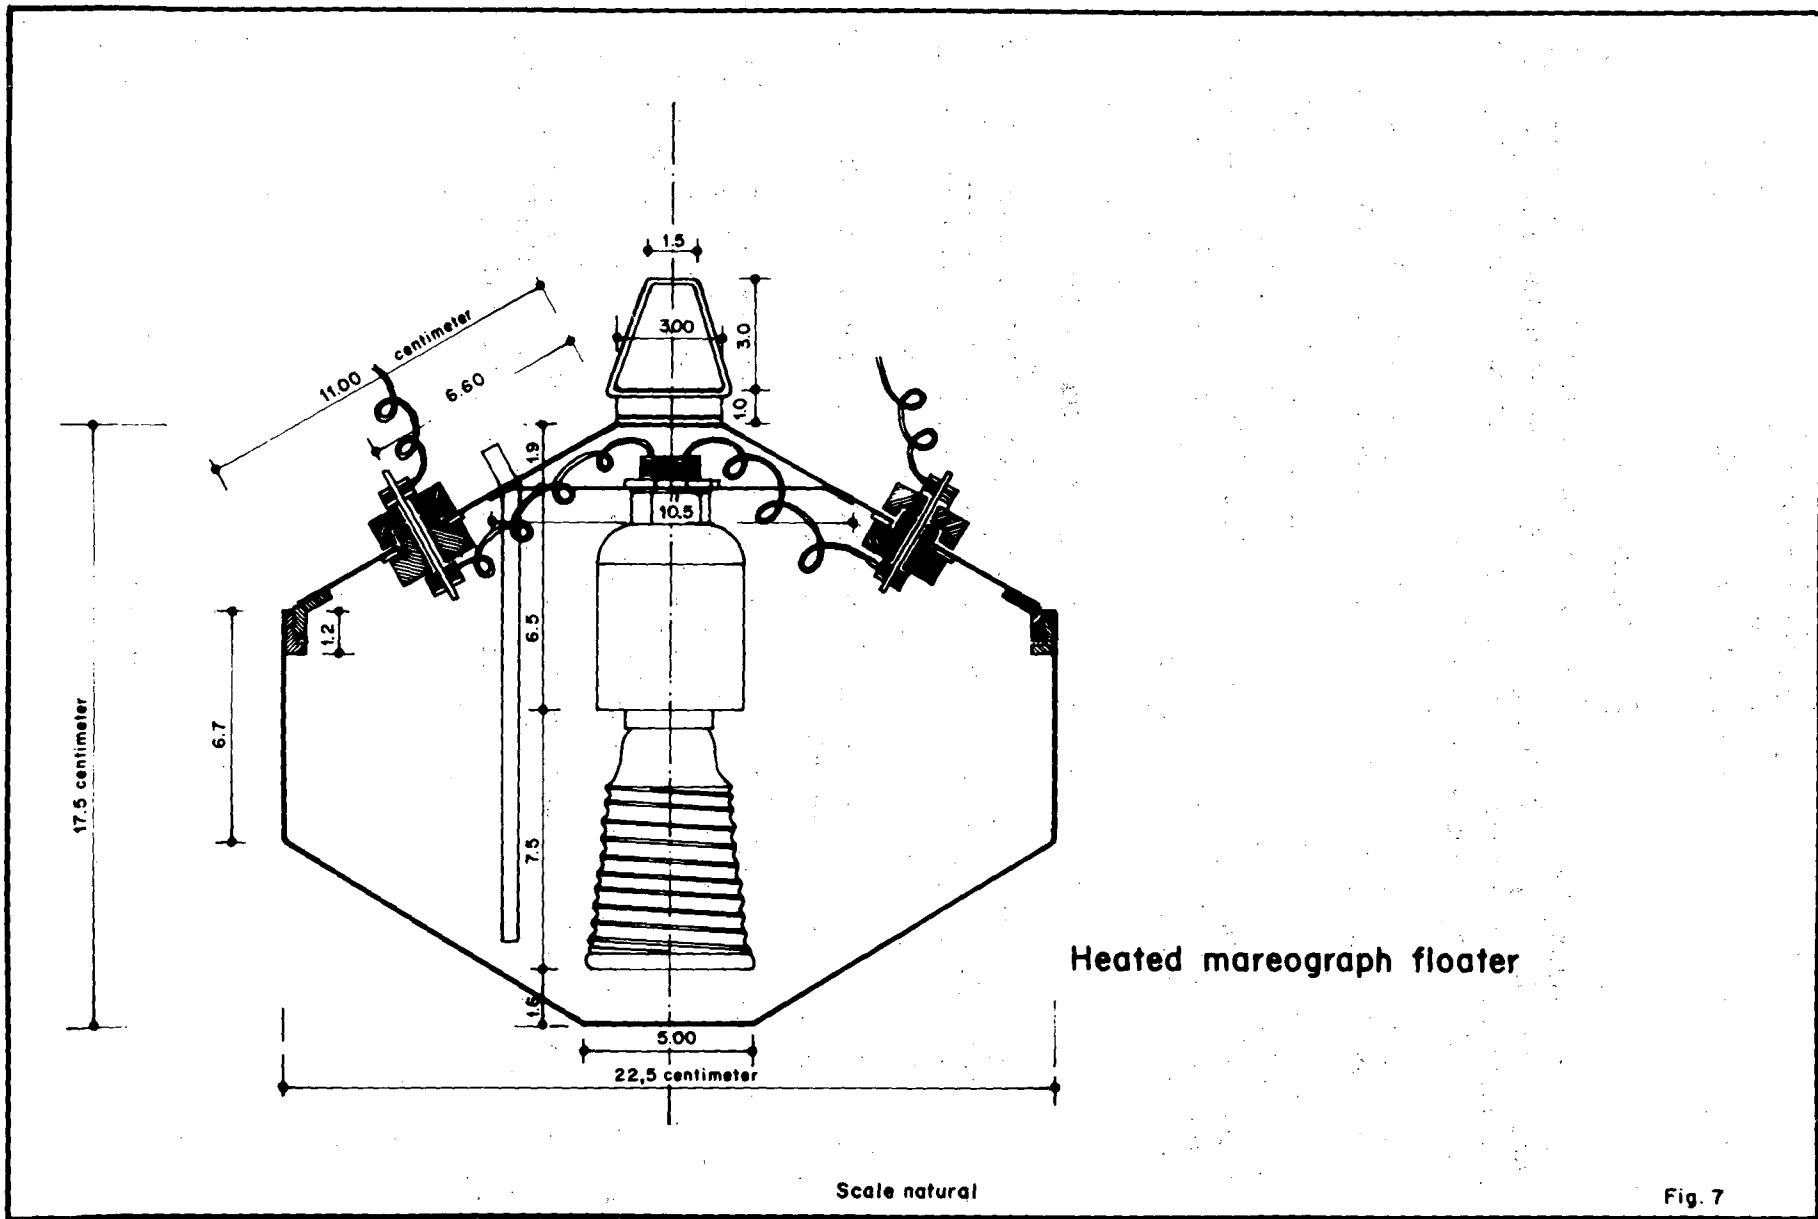 1.5
3.00
3.0
1.0
11.00 centimeter
6.60
1.9
10.5
1.2
6.5
6.7
17.5 centimeter
7.5
1.6
5.00
22,5 centimeter
Heated mareograph floater
Scale natural
Fig. 7